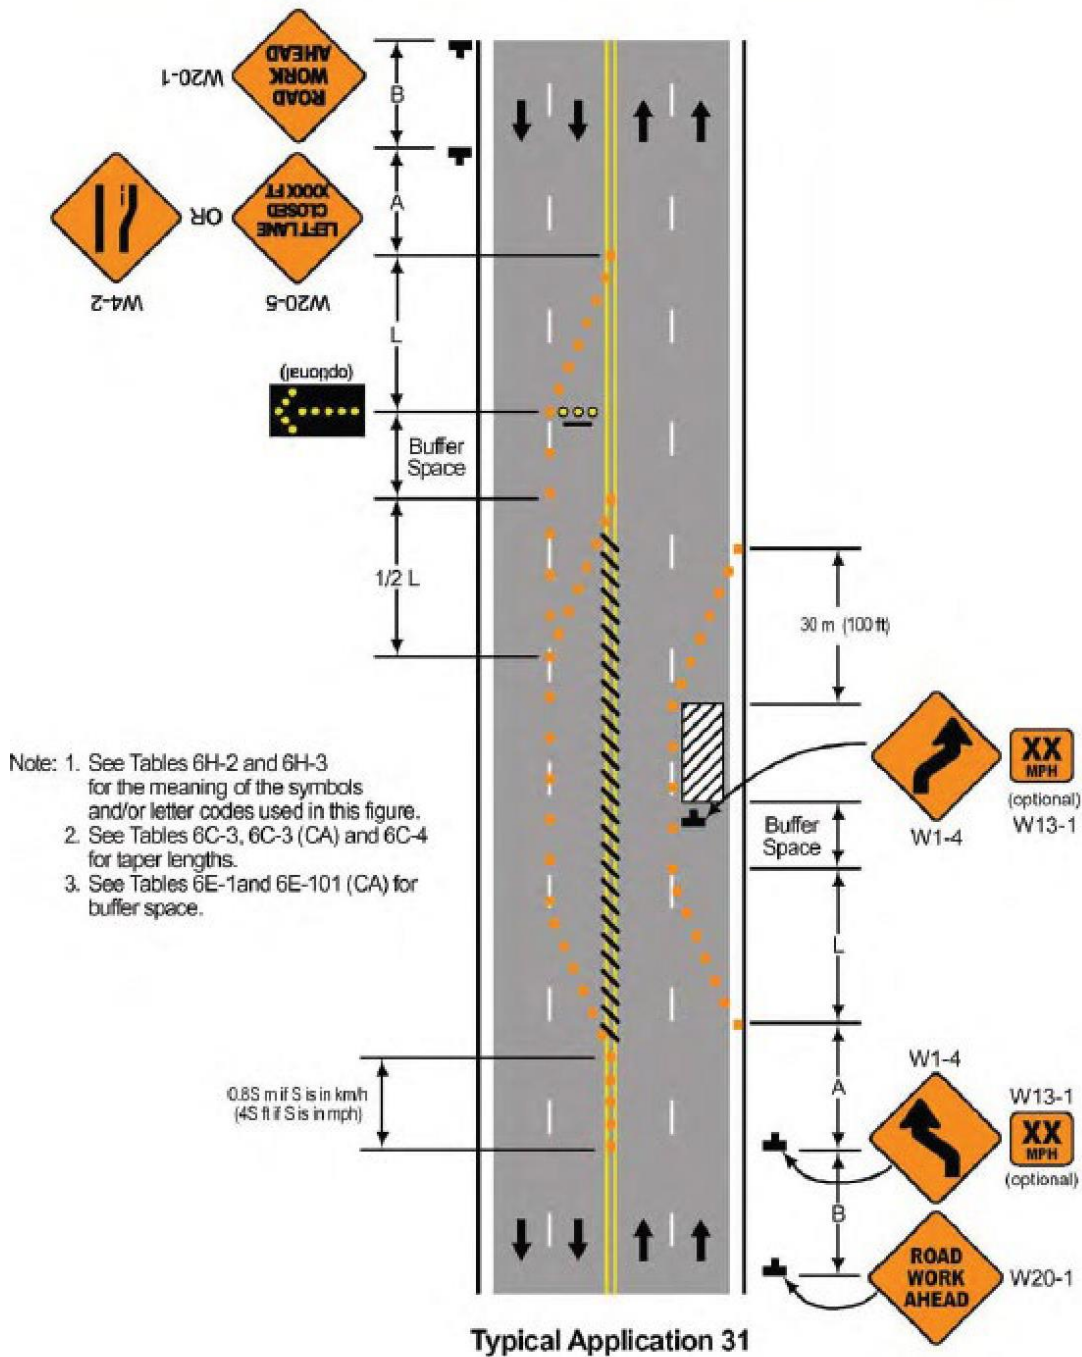 ROAD
WORK
AHEAD
W20-1
B
A
LEFT LANE
CLOSED
XXXX FT
OR
W4-2
W20-5
L
(optional)
Buffer
Space
1/2 L
30 m (100 ft)
Note: 1. See Tables 6H-2 and 6H-3
for the meaning of the symbols
and/or letter codes used in this figure.
2. See Tables 6C-3, 6C-3 (CA) and 6C-4
for taper lengths.
3. See Tables 6E-1and 6E-101 (CA) for
buffer space.
XX
MPH
(optional)
W13-1
W1-4
Buffer
Space
L
A
W1-4
W13-1
XX
MPH
(optional)
0.8S m if S is in km/h
(4S ft if S is in mph)
B
ROAD
WORK
AHEAD
W20-1
Typical Application 31